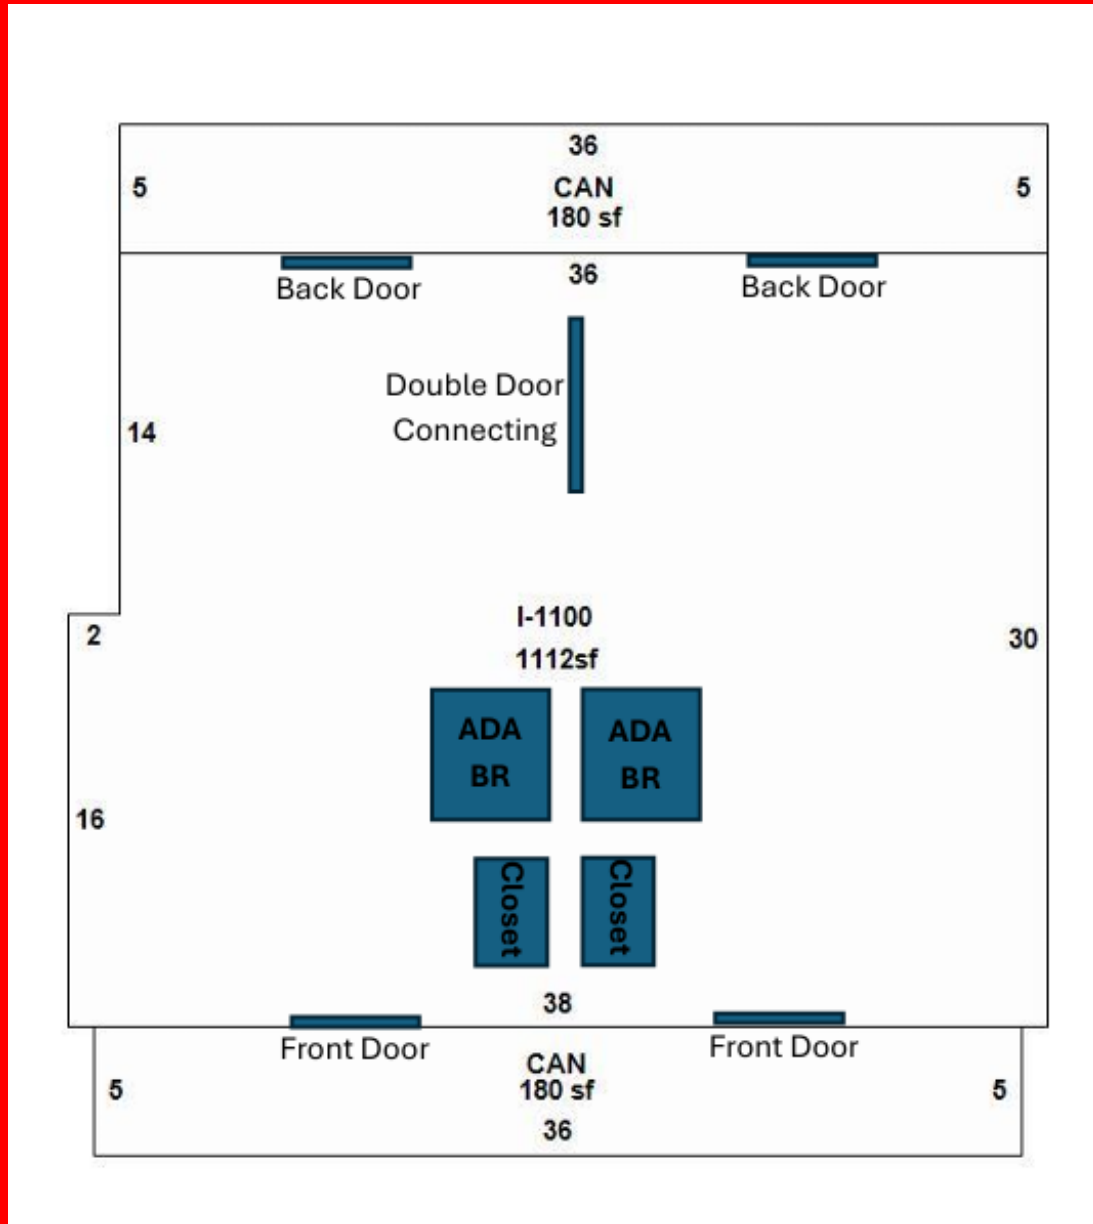 36
5
CAN
5
180 sf
36
Back Door
Back Door
Double Door
Connecting
14
I-1100
2
30
1112sf
ADA
BR
ADA
BR
16
Closet
Closet
38
Front Door
Front Door
CAN
5
180 sf
5
36